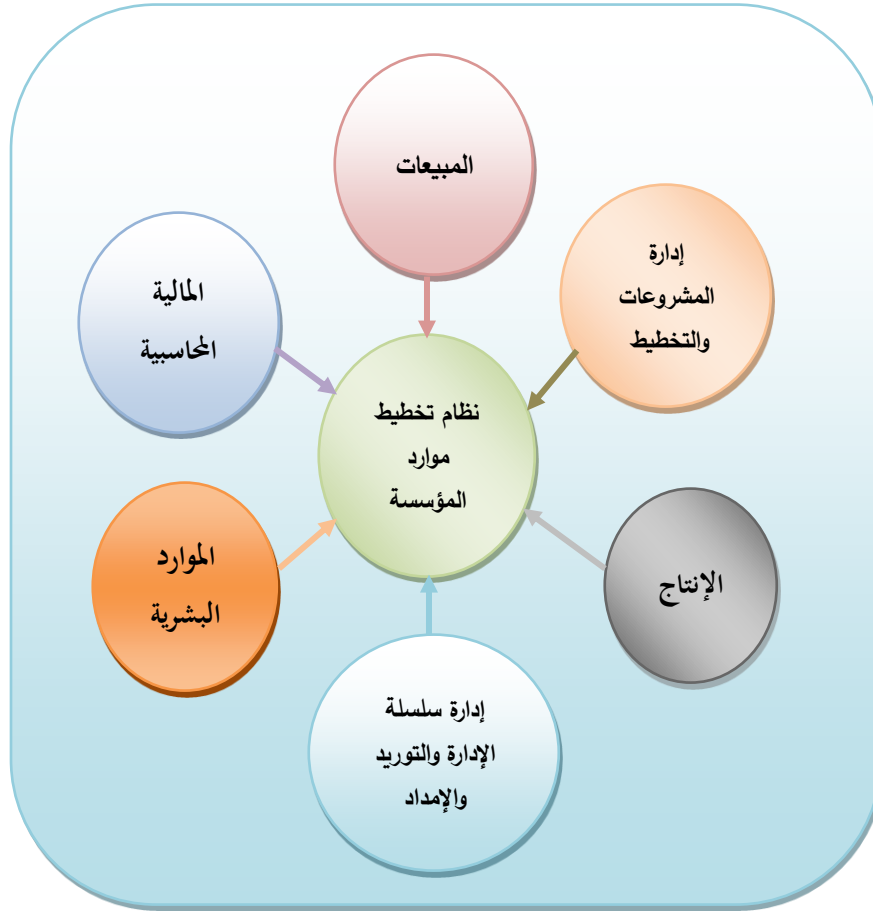 المبيعات
إدارة
المشروعات
والتخطيط
المالية
المحاسبية
نظام تخطيط
موارد
المؤسسة
الموارد
البشرية
الإنتاج
إدارة سلسلة
الإدارة والتوريد
والإمداد